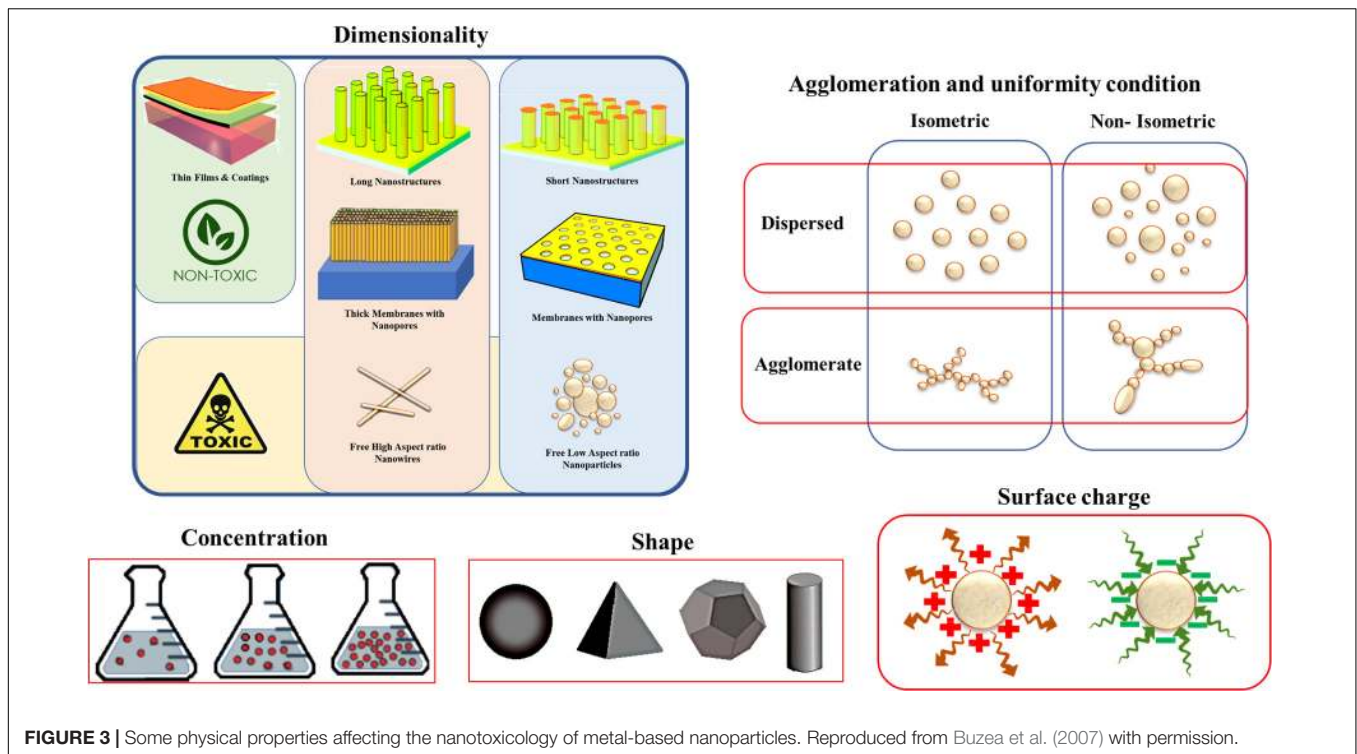 Dimensionality
Thin Films & Coatings
NON-TOXIC
Long Nanostructures
Short Nanostructures
Thick Membranes with
Nanopores
Membranes with Nanopores
TOXIC
Free High Aspect ratio
Nanowires
Free Low Aspect ratio
Nanoparticles
Agglomeration and uniformity condition
Isometric
Non- Isometric
Dispersed
Agglomerate
Concentration
Shape
Surface charge
FIGURE 3 | Some physical properties affecting the nanotoxicology of metal-based nanoparticles. Reproduced from Buzea et al. (2007) with permission.